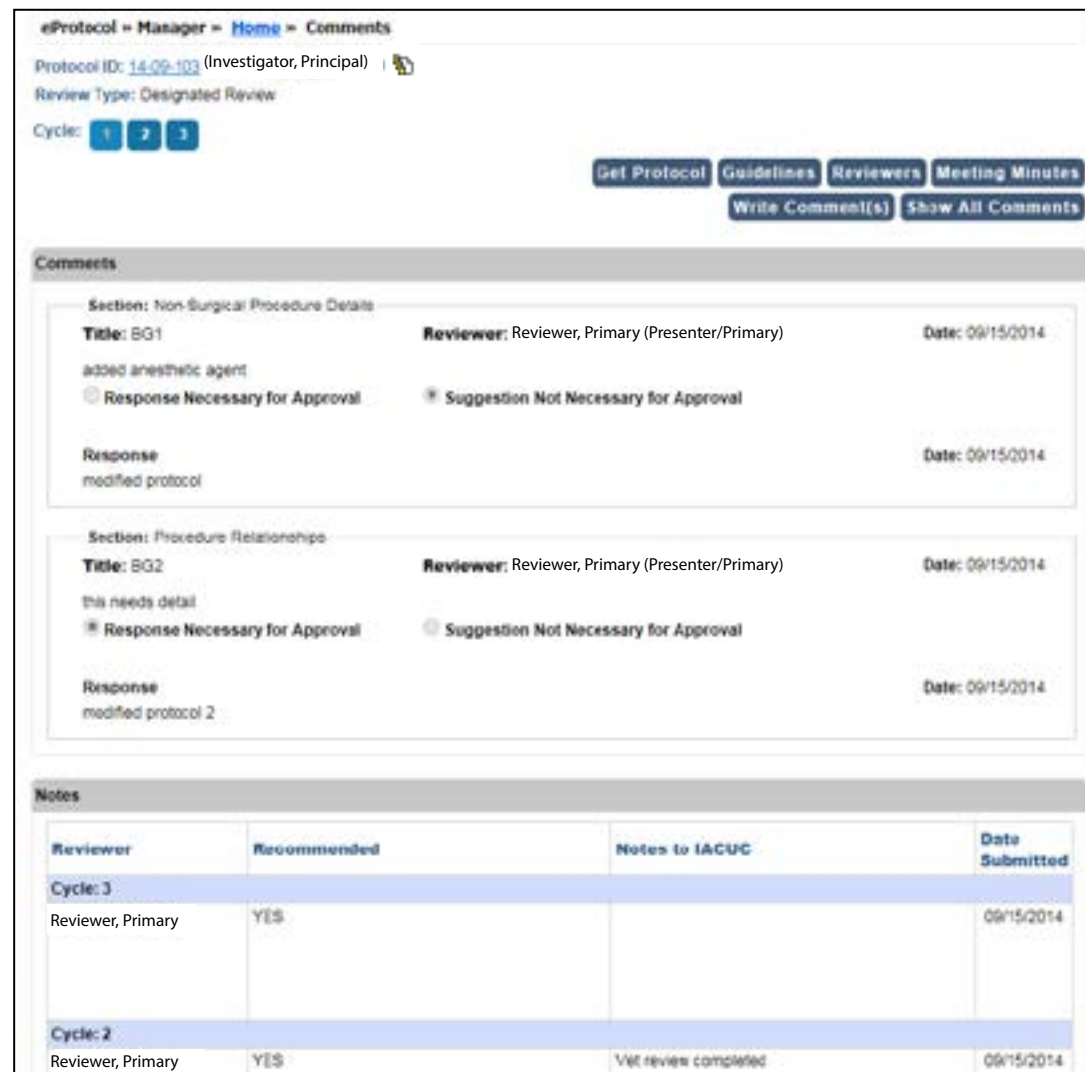 eProtocol » Manager » Home » Comments
Protocol ID: 14-09-103 (Investigator, Principal)
Review Type: Designated Review
Cycle: 1 2 3
Get Protocol Guidelines Reviewers Meeting Minutes
Write Comment(s) Show All Comments
Comments
Section: Non-Surgical Procedure Details
Title: BG1 Reviewer: Reviewer, Primary (Presenter/Primary) Date: 09/15/2014
added anesthetic agent
Response Necessary for Approval Suggestion Not Necessary for Approval
Response Date: 09/15/2014
modified protocol
Section: Procedure Relationships
Title: BG2 Reviewer: Reviewer, Primary (Presenter/Primary) Date: 09/15/2014
this needs detail
Response Necessary for Approval Suggestion Not Necessary for Approval
Response Date: 09/15/2014
modified protocol 2
Notes
Reviewer Recommended Notes to IACUC Date Submitted
Cycle: 3
Reviewer, Primary YES 09/15/2014
Cycle: 2
Reviewer, Primary YES Vet review completed 09/15/2014